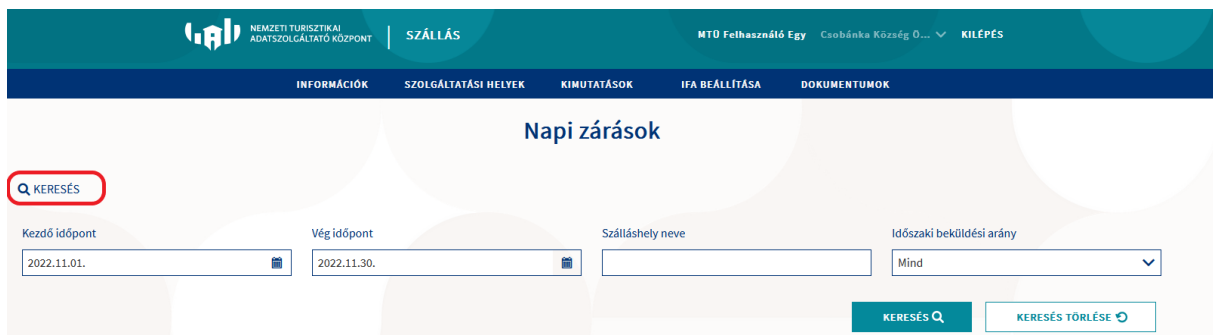 NEMZETI TURISZTIKAI
ADATSZOLGÁLTATÓ KÖZPONT
SZÁLLÁS
MTÜ Felhasználó Egy Csobánka Község Ö... KILÉPÉS
INFORMÁCIÓK SZOLGÁLTATÁSI HELYEK KIMUTATÁSOK IFA BEÁLLÍTÁSA DOKUMENTUMOK
Napi zárások
KERESÉS
Kezdő időpont Vég időpont Szálláshely neve Időszaki beküldési arány
2022.11.01. 2022.11.30. Mind
KERESÉS KERESÉS TÖRLÉSE